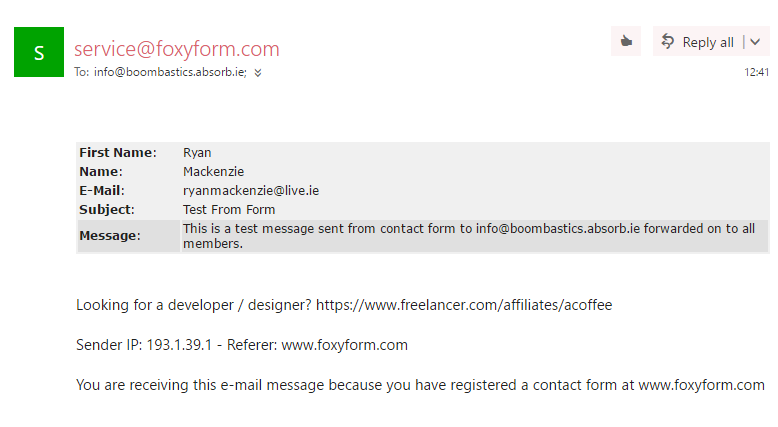 S
service@foxyform.com
Reply all
To: info@boombastics.absorb.ie;
12:41
First Name: Ryan
Name: Mackenzie
E-Mail: ryanmackenzie@live.ie
Subject: Test From Form
Message: This is a test message sent from contact form to info@boombastics.absorb.ie forwarded on to all
members.
Looking for a developer / designer? https://www.freelancer.com/affiliates/acoffee
Sender IP: 193.1.39.1 - Referer: www.foxyform.com
You are receiving this e-mail message because you have registered a contact form at www.foxyform.com